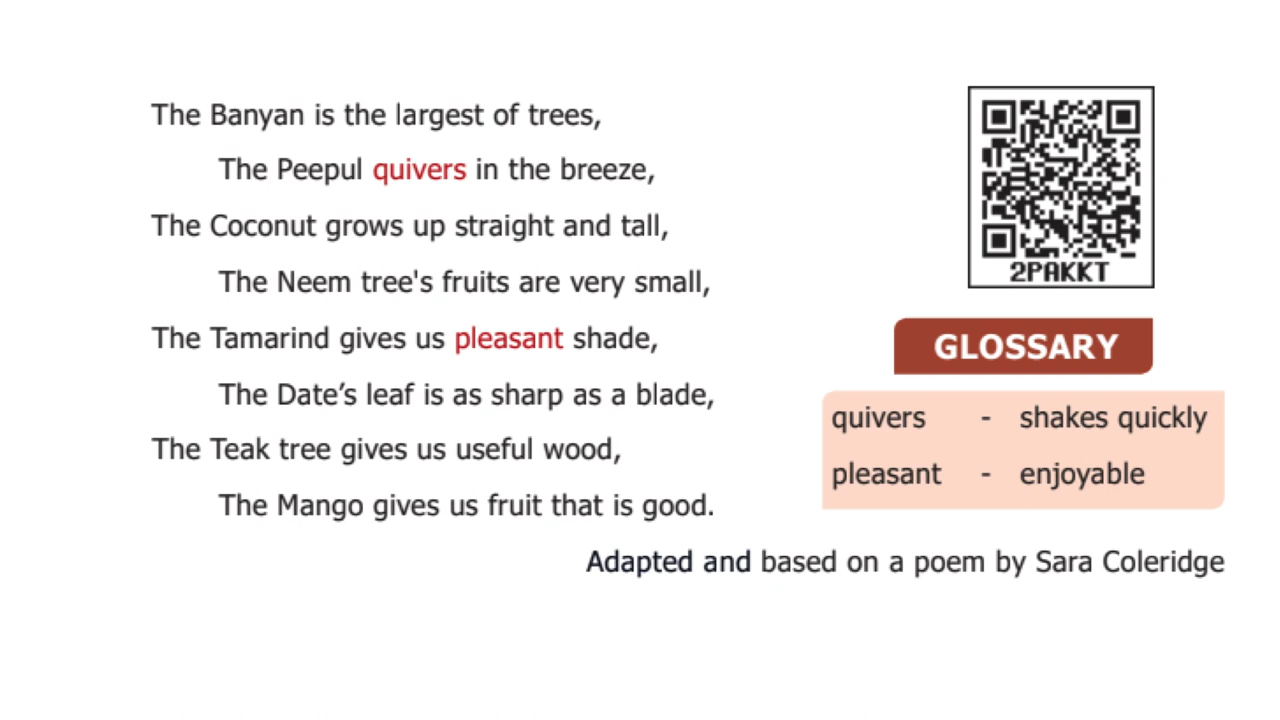 The Banyan is the largest of trees,
The Peepul quivers in the breeze,
The Coconut grows up straight and tall,
The Neem tree's fruits are very small,
The Tamarind gives us pleasant shade,
The Date’s leaf is as sharp as a blade,
The Teak tree gives us useful wood,
The Mango gives us fruit that is good.
Adapted and based on a poem by Sara Coleridge
2PAKKT
GLOSSARY
quivers - shakes quickly
pleasant - enjoyable